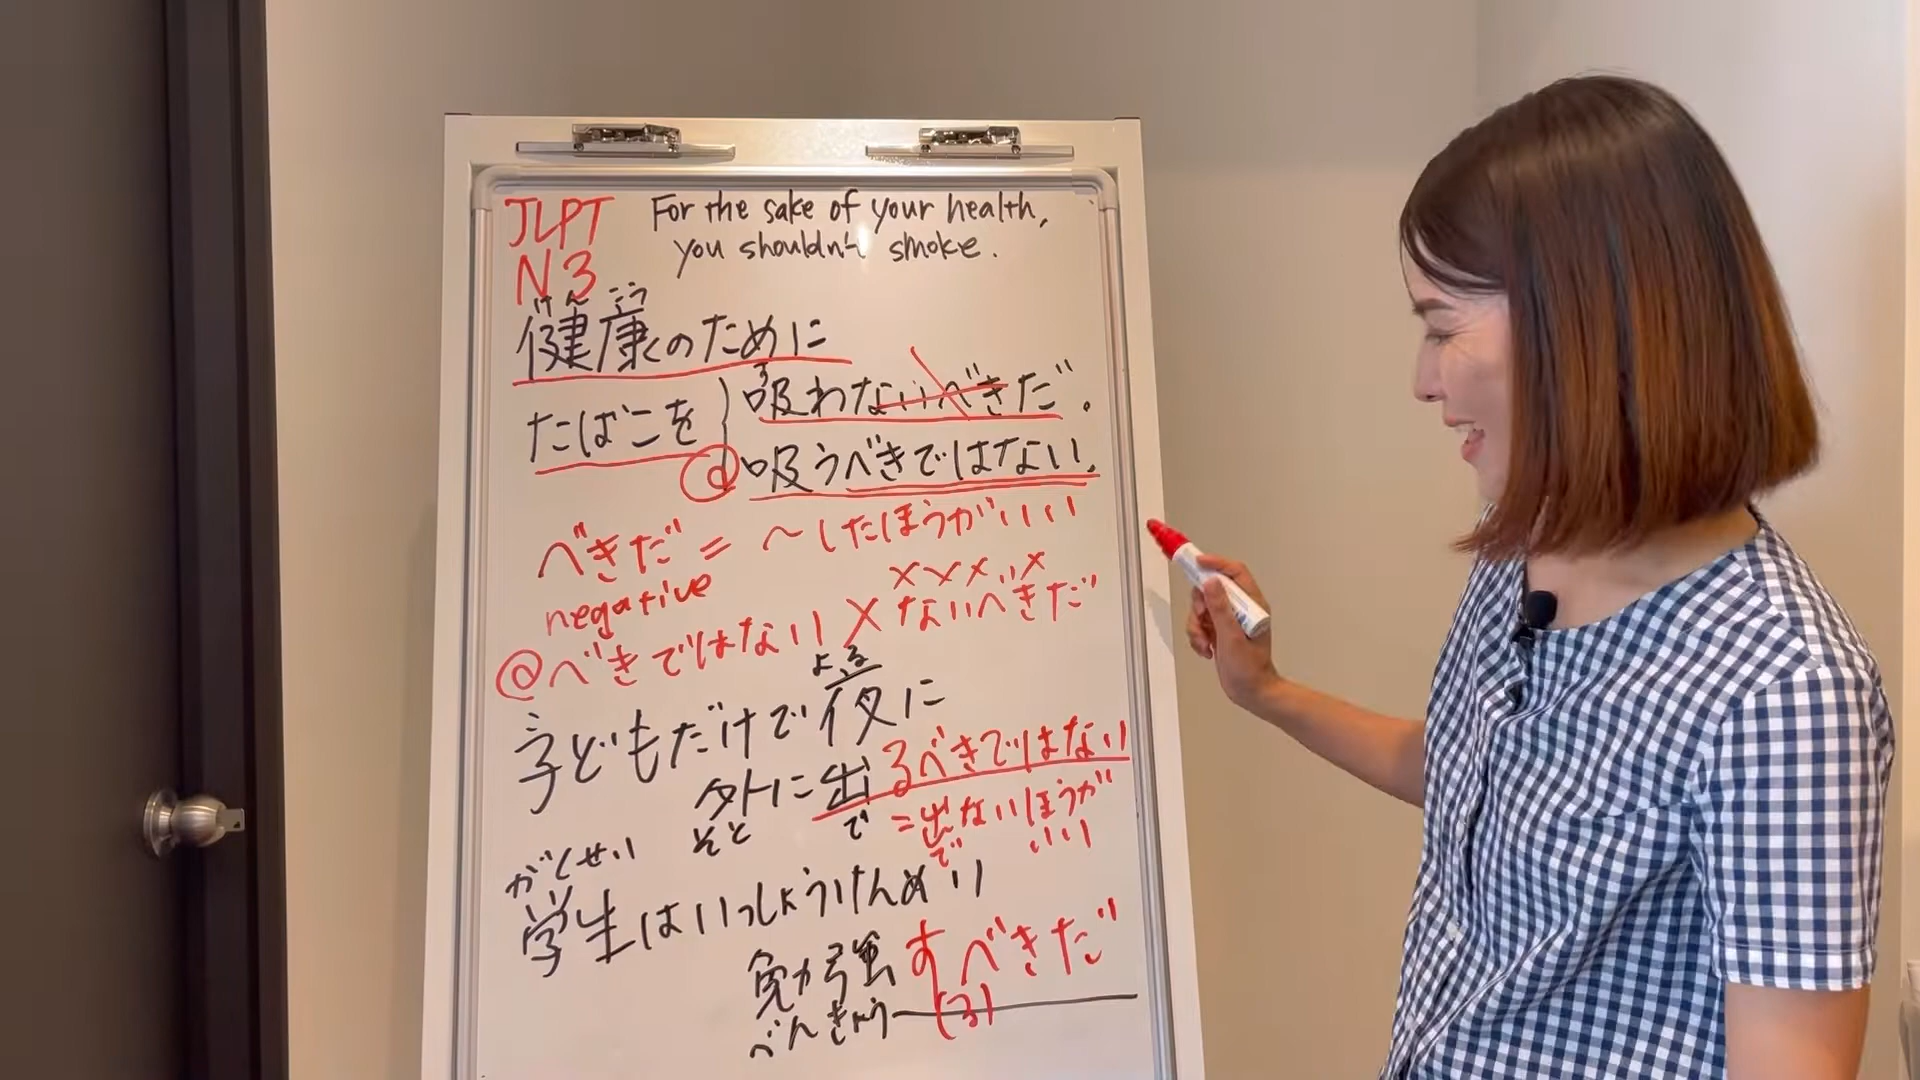 JLPT
N3
For the sake of your health,
you shouldn't smoke.
けんこう
健康のために
たばこを
す
吸わないべきだ。
@吸うべきではない。
べきだ = 〜したほうがいい
negative
@べきではない × ないべきだ
××××
よる
子どもだけで夜に
外に出るべきではない
そと
で
=出ないほうが
で
いい
がくせい
学生はいっしょうけんめい
勉強すべきだ
べんきょう
(る)